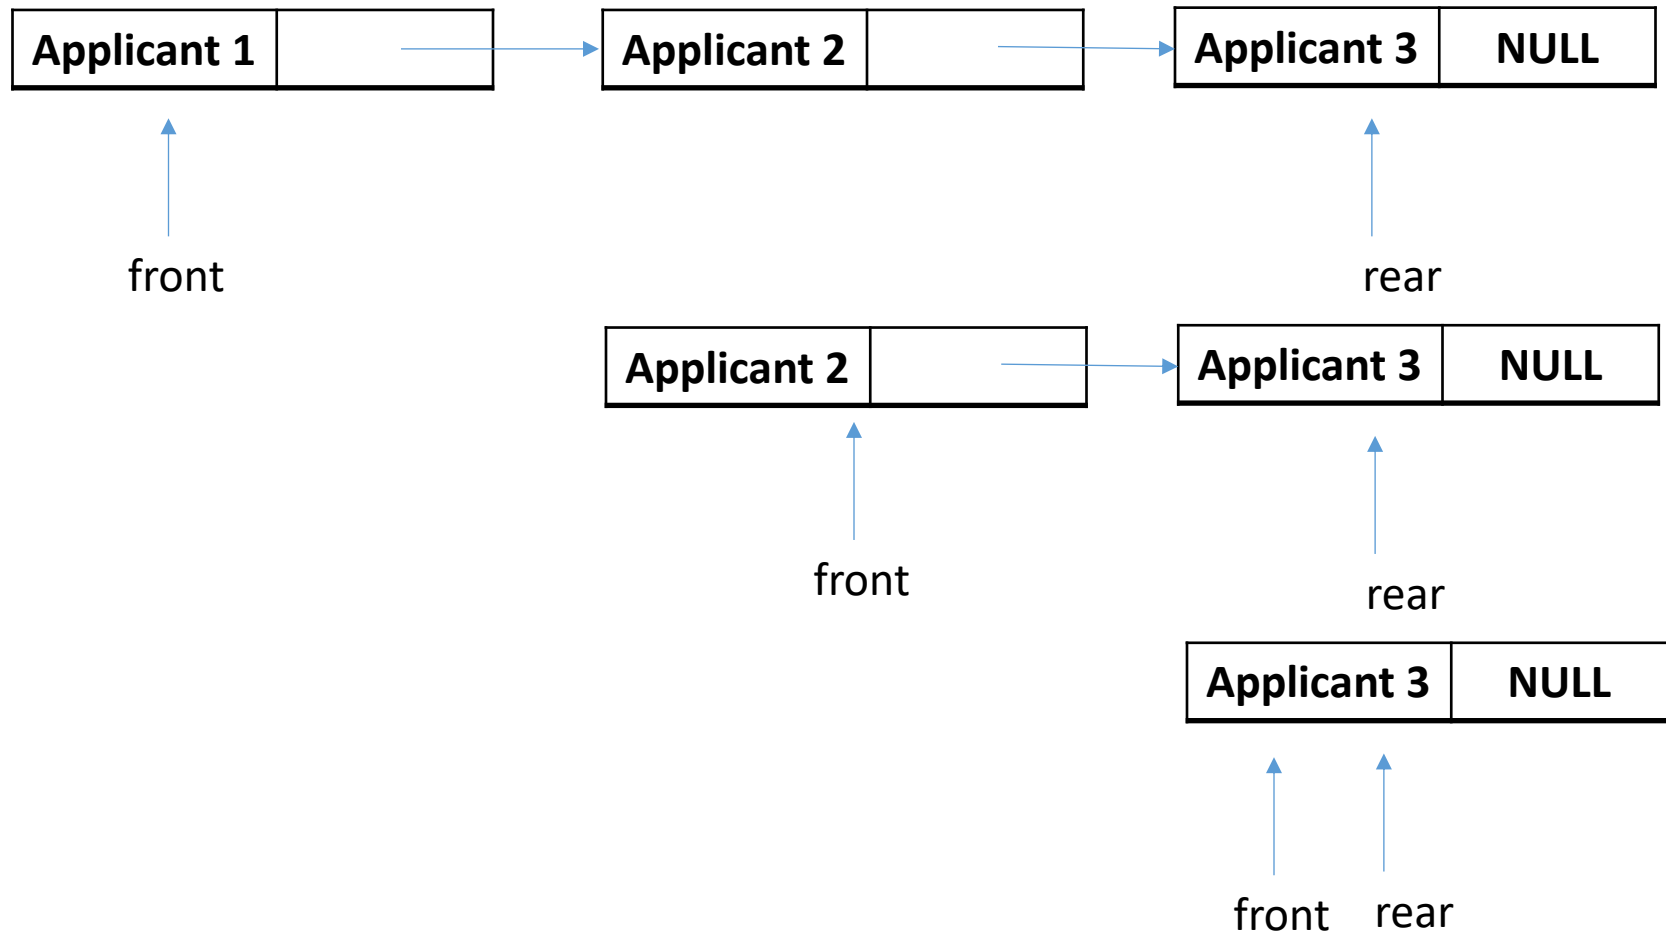 Applicant 1 Applicant 2 Applicant 3 NULL
front rear
Applicant 2 Applicant 3 NULL
front rear
Applicant 3 NULL
front rear